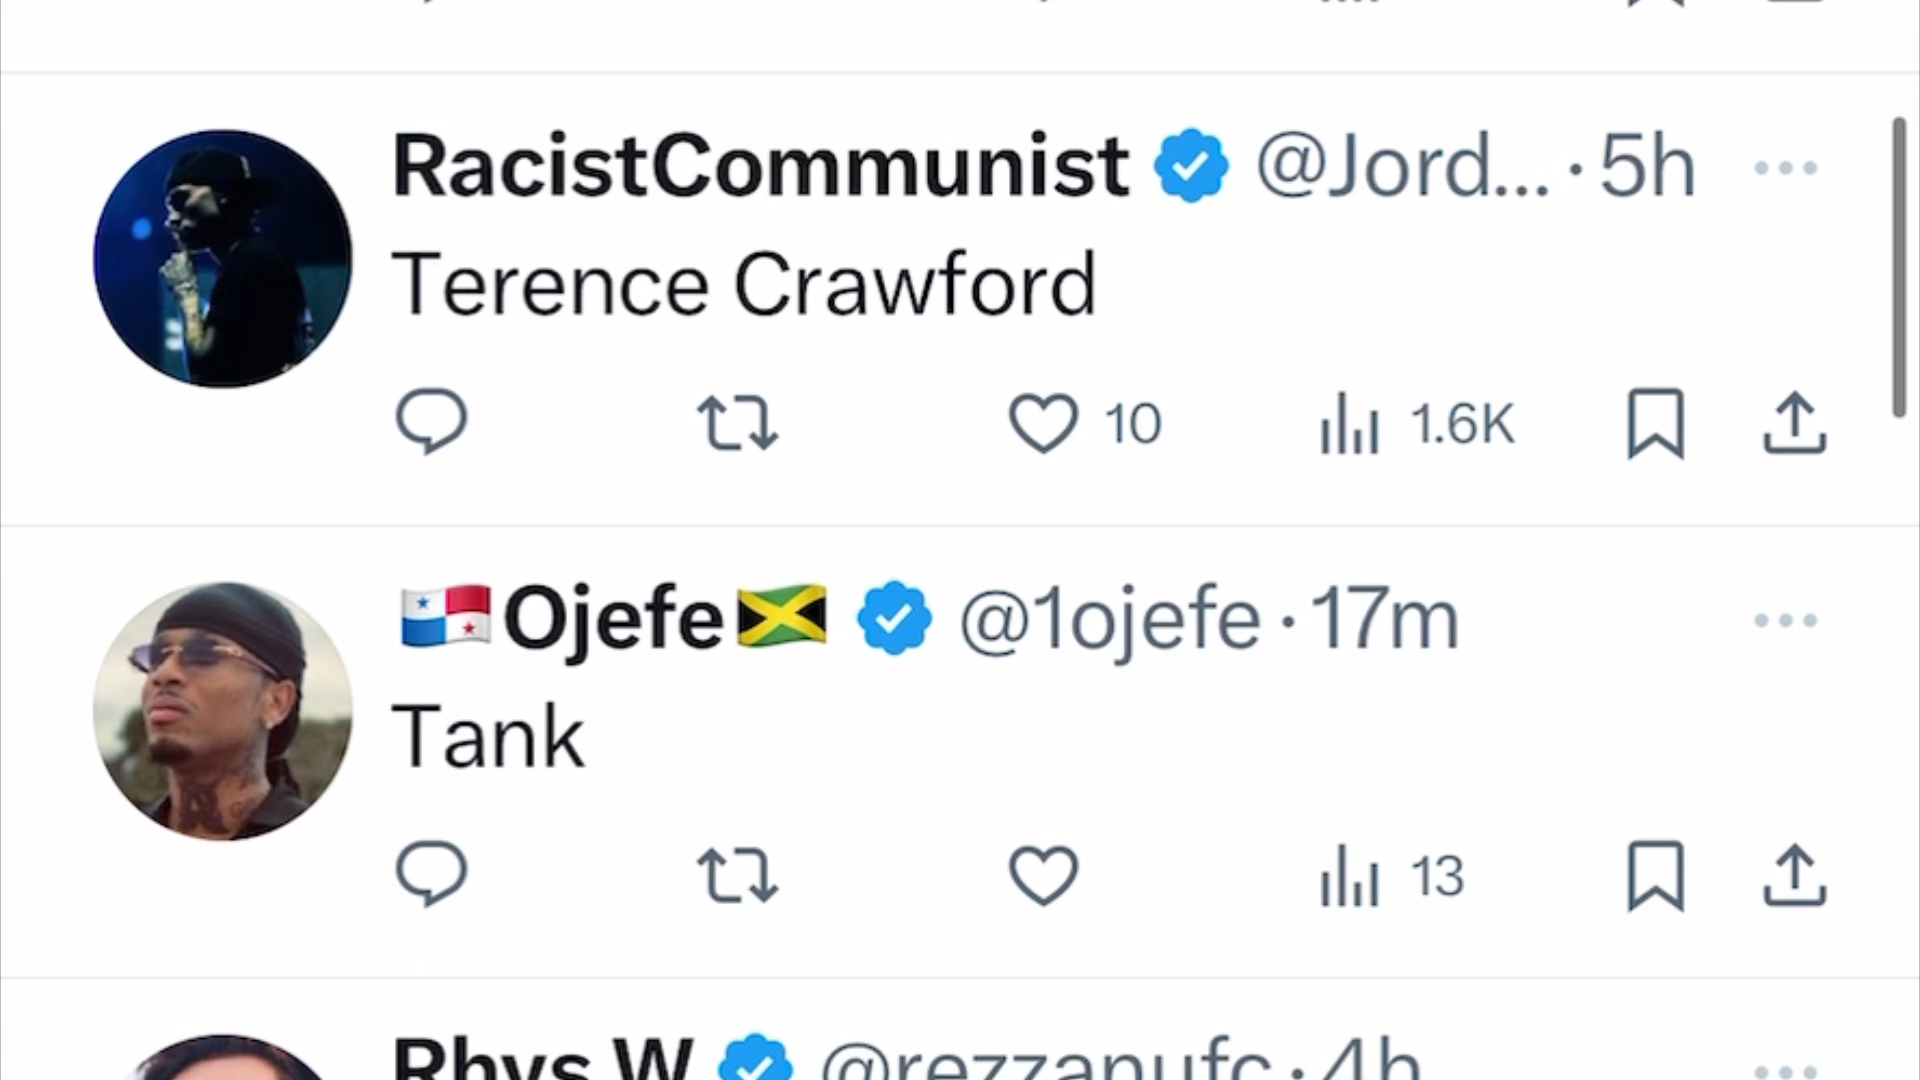 RacistCommunist @Jord... · 5h
Terence Crawford
10 1.6K
Ojefe @1ojefe · 17m
Tank
13
Rhys W @rezzanufc · 4h